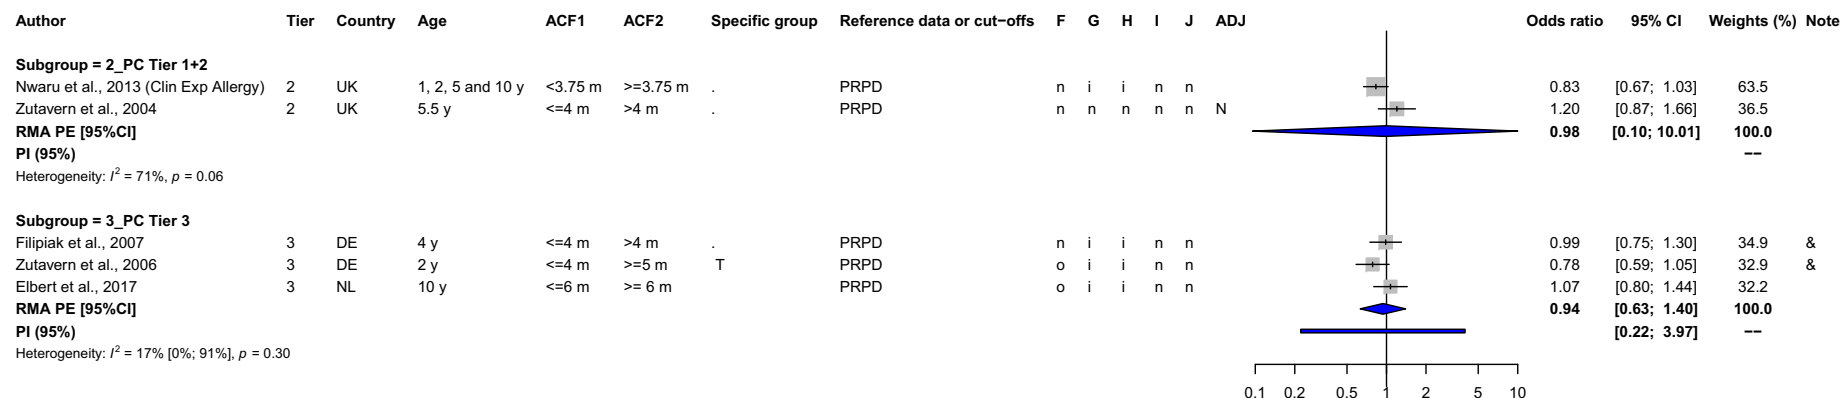 Author Tier Country Age ACF1 ACF2 Specific group Reference data or cut−offs F G H I J ADJ Odds ratio 95% CI Weights (%) Note
Subgroup = 2_PC Tier 1+2
Nwaru et al., 2013 (Clin Exp Allergy) 2 UK 1, 2, 5 and 10 y <3.75 m >=3.75 m . PRPD n i i n n 0.83 [0.67; 1.03] 63.5
Zutavern et al., 2004 2 UK 5.5 y <=4 m >4 m . PRPD n n n n n N 1.20 [0.87; 1.66] 36.5
RMA PE [95%CI] 0.98 [0.10; 10.01] 100.0
PI (95%) −−
Heterogeneity: I² = 71%, p = 0.06
Subgroup = 3_PC Tier 3
Filipiak et al., 2007 3 DE 4 y <=4 m >4 m . PRPD n i i n n 0.99 [0.75; 1.30] 34.9 &
Zutavern et al., 2006 3 DE 2 y <=4 m >=5 m T PRPD o i i n n 0.78 [0.59; 1.05] 32.9 &
Elbert et al., 2017 3 NL 10 y <=6 m >= 6 m PRPD o i i n n 1.07 [0.80; 1.44] 32.2
RMA PE [95%CI] 0.94 [0.63; 1.40] 100.0
PI (95%) [0.22; 3.97] −−
Heterogeneity: I² = 17% [0%; 91%], p = 0.30
0.1 0.2 0.5 1 2 5 10